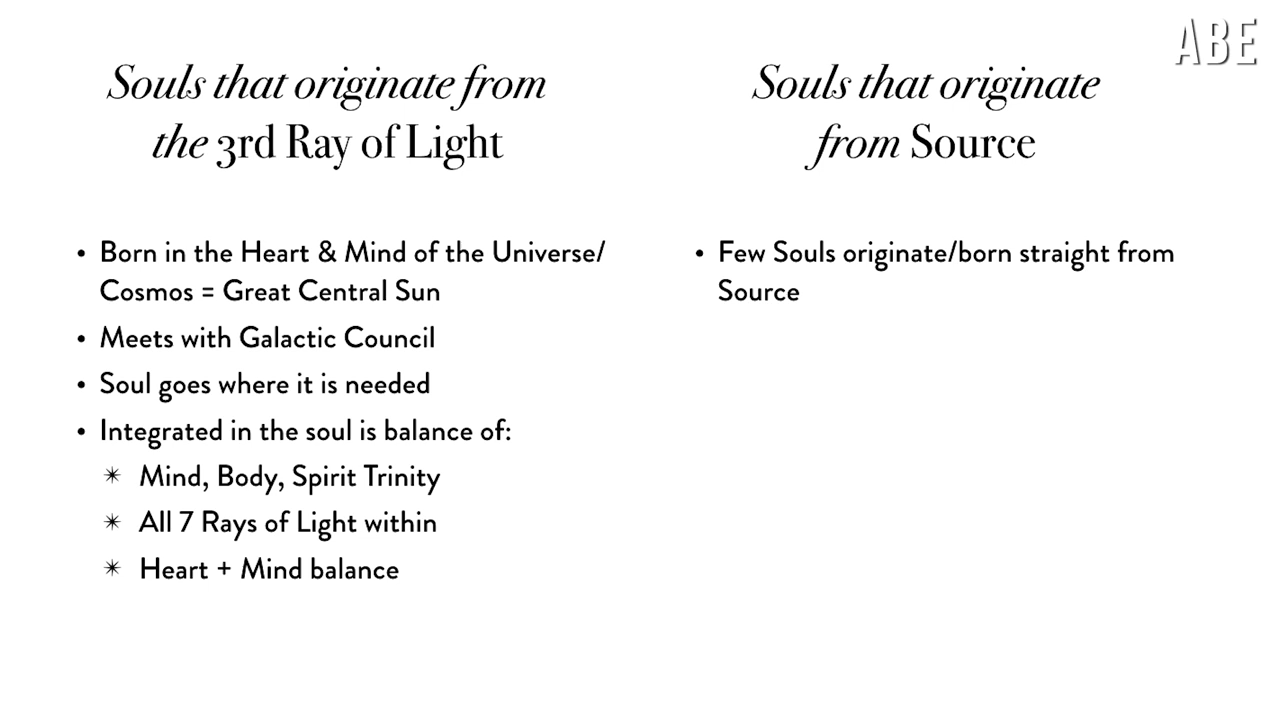 ABE
Souls that originate from
the 3rd Ray of Light
• Born in the Heart & Mind of the Universe/
Cosmos = Great Central Sun
• Meets with Galactic Council
• Soul goes where it is needed
• Integrated in the soul is balance of:
✴ Mind, Body, Spirit Trinity
✴ All 7 Rays of Light within
✴ Heart + Mind balance
Souls that originate
from Source
• Few Souls originate/born straight from
Source